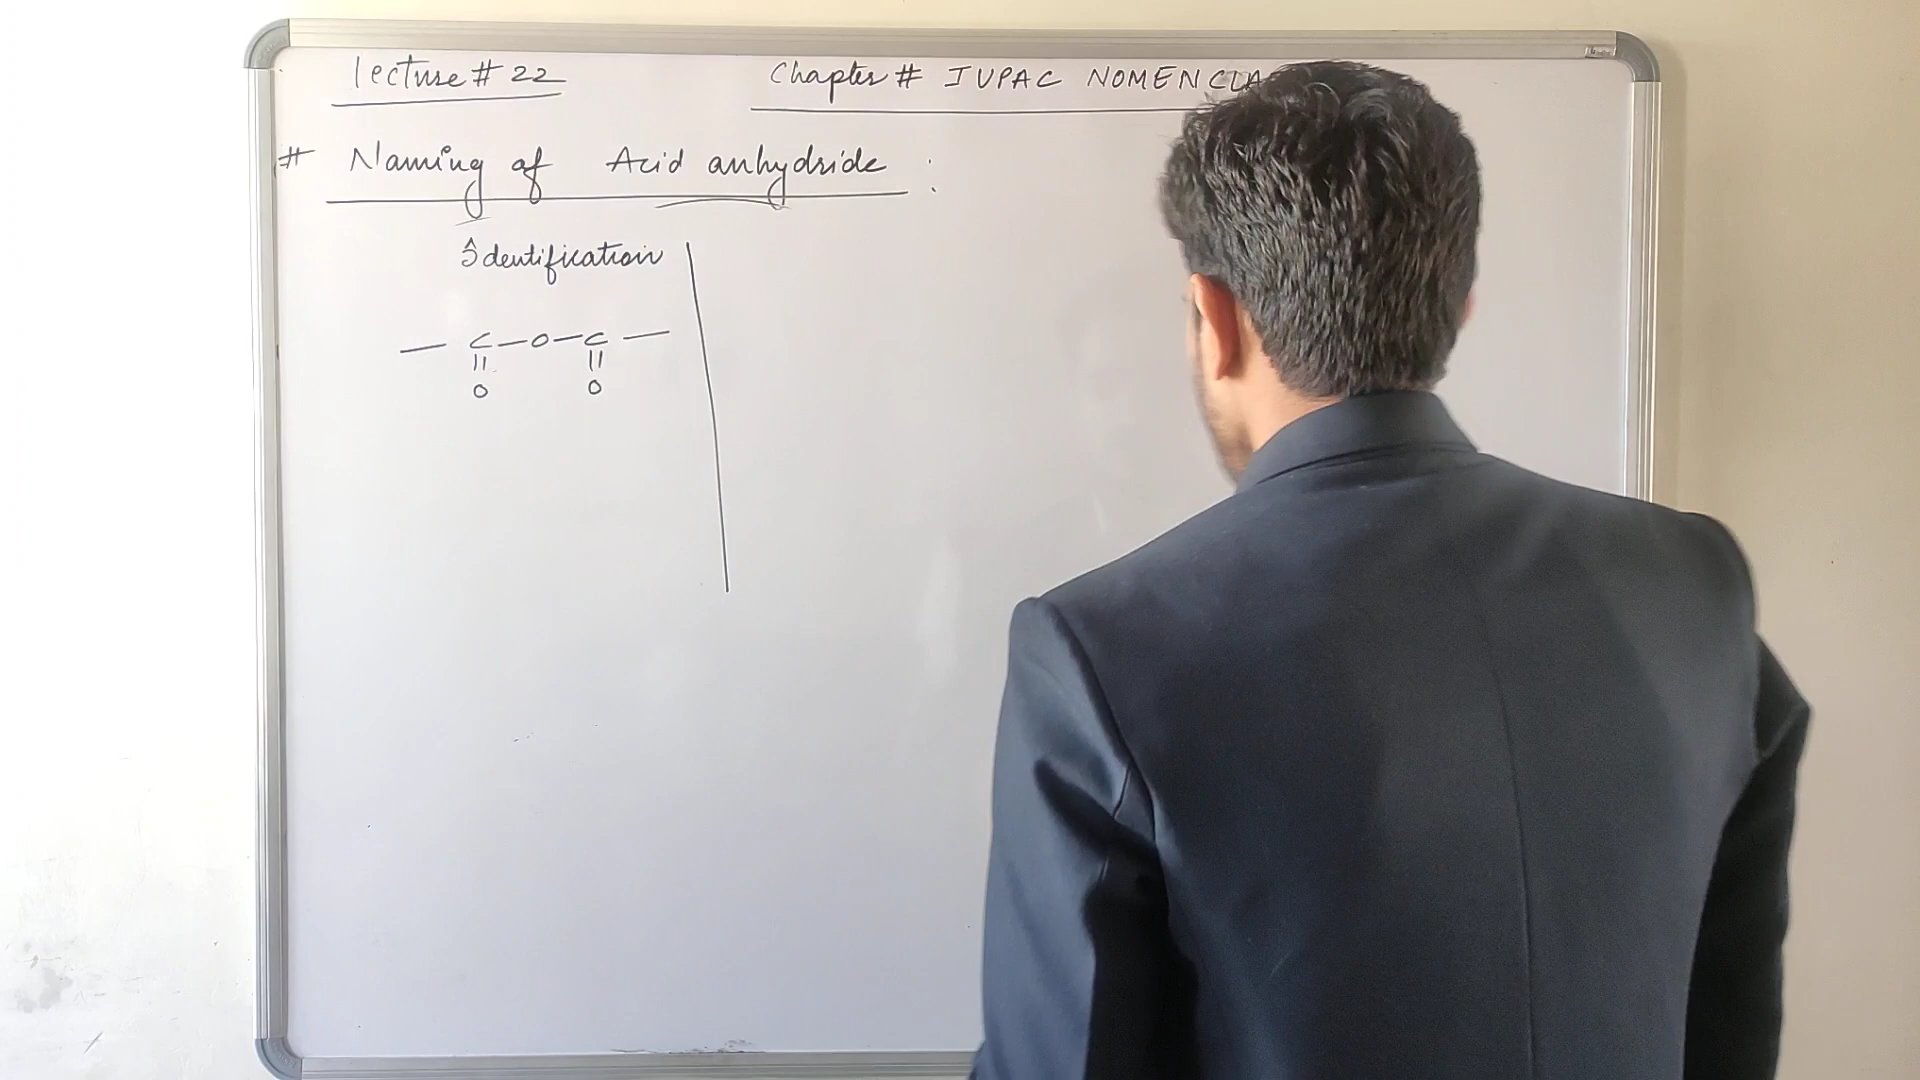 Lecture # 22
Chapter # IUPAC NOMENCLA
# Naming of Acid anhydride :
Identification
— C — O — C —
|| ||
O O